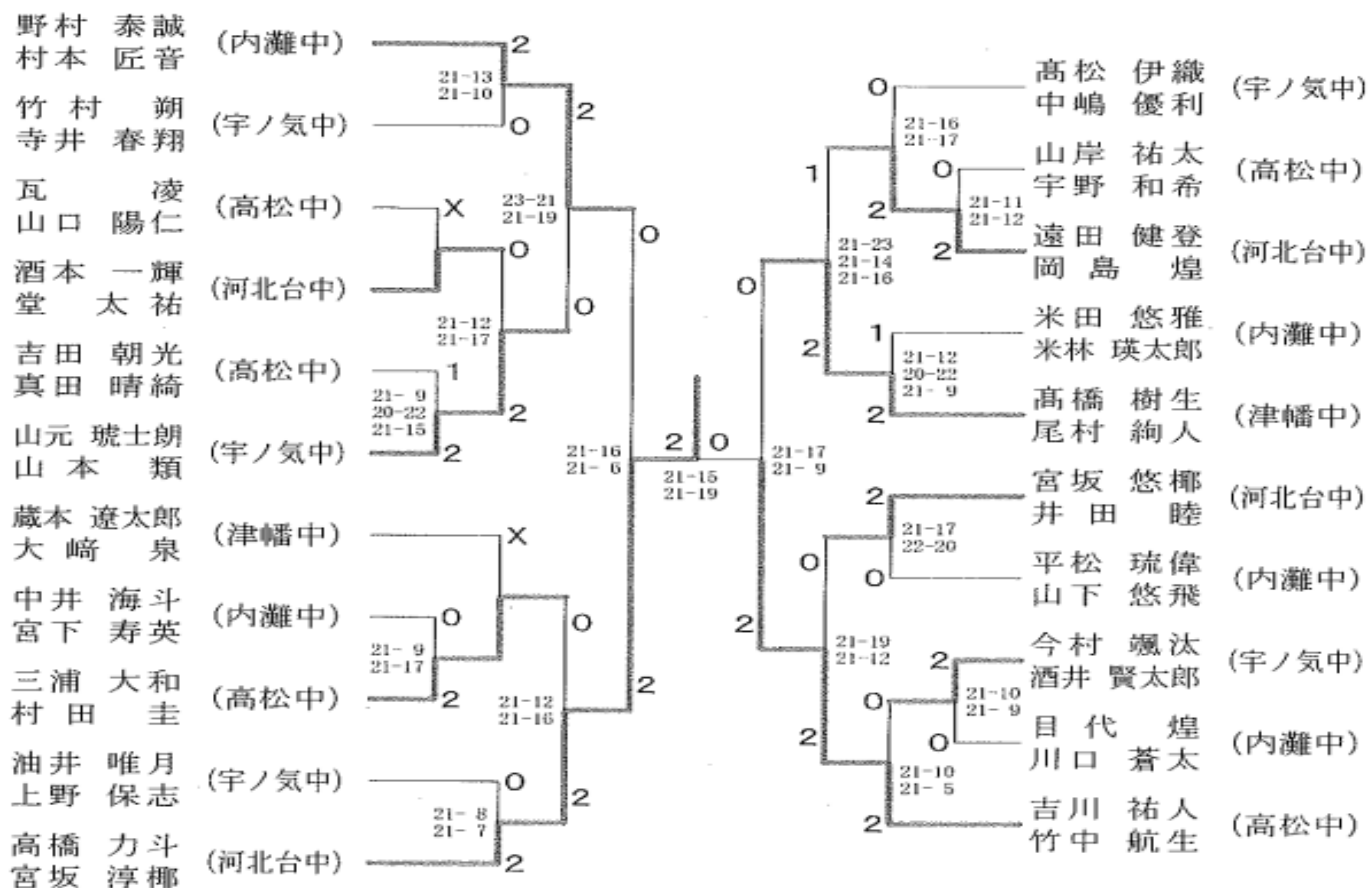 野村 泰誠
村本 匠音
(内灘中)
2
21-13
21-10
竹村 朔
寺井 春翔
(宇ノ気中)
0
2
瓦 凌
山口 陽仁
(高松中)
X
23-21
21-19
0
0
酒本 一輝
堂 太祐
(河北台中)
0
21-12
21-17
吉田 朝光
真田 晴綺
(高松中)
1
21- 9
20-22
21-15
2
山元 琥士朗
山本 類
(宇ノ気中)
2
21-16
21- 6
蔵本 遼太郎
大﨑 泉
(津幡中)
X
中井 海斗
宮下 寿英
(内灘中)
0
0
21- 9
21-17
三浦 大和
村田 圭
(高松中)
2
21-12
21-16
2
油井 唯月
上野 保志
(宇ノ気中)
0
2
21- 8
21- 7
高橋 力斗
宮坂 淳椰
(河北台中)
2
2 0
21-15
21-19
0
髙松 伊織
中嶋 優利
(宇ノ気中)
21-16
21-17
1
0
山岸 祐太
宇野 和希
(高松中)
21-11
21-12
2
2
遠田 健登
岡島 煌
(河北台中)
21-23
21-14
21-16
0
1
米田 悠雅
米林 瑛太郎
(内灘中)
2
21-12
20-22
21- 9
2
髙橋 樹生
尾村 絢人
(津幡中)
21-17
21- 9
2
宮坂 悠椰
井田 睦
(河北台中)
21-17
22-20
0
0
平松 琉偉
山下 悠飛
(内灘中)
2
21-19
21-12
2
今村 颯汰
酒井 賢太郎
(宇ノ気中)
0
21-10
21- 9
2
0
目代 煌
川口 蒼太
(内灘中)
21-10
21- 5
2
吉川 祐人
竹中 航生
(高松中)